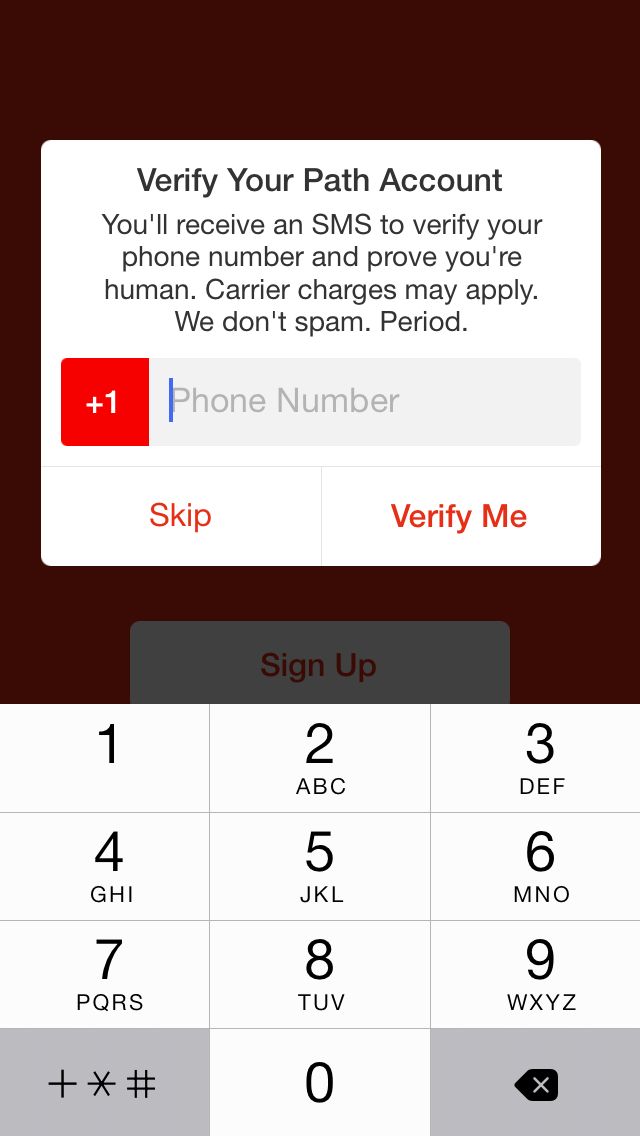 Verify Your Path Account
You'll receive an SMS to verify your
phone number and prove you're
human. Carrier charges may apply.
We don't spam. Period.
+1 Phone Number
Skip Verify Me
Sign Up
1 2 3
ABC DEF
4 5 6
GHI JKL MNO
7 8 9
PQRS TUV WXYZ
+*# 0